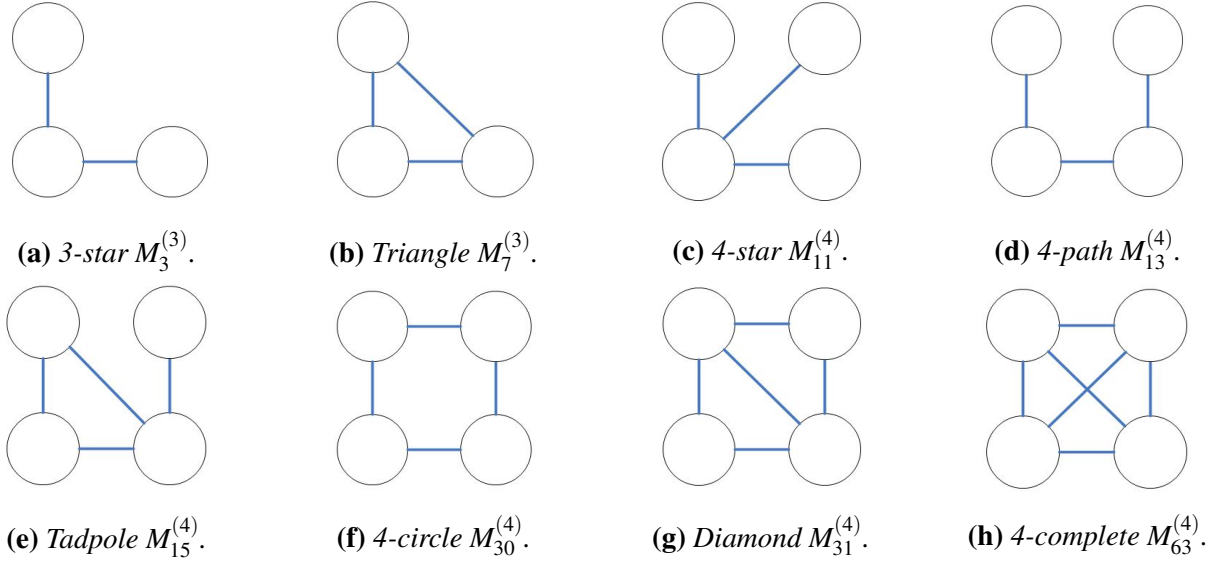 (a) 3-star M_3^{(3)}.
(b) Triangle M_7^{(3)}.
(c) 4-star M_{11}^{(4)}.
(d) 4-path M_{13}^{(4)}.
(e) Tadpole M_{15}^{(4)}.
(f) 4-circle M_{30}^{(4)}.
(g) Diamond M_{31}^{(4)}.
(h) 4-complete M_{63}^{(4)}.